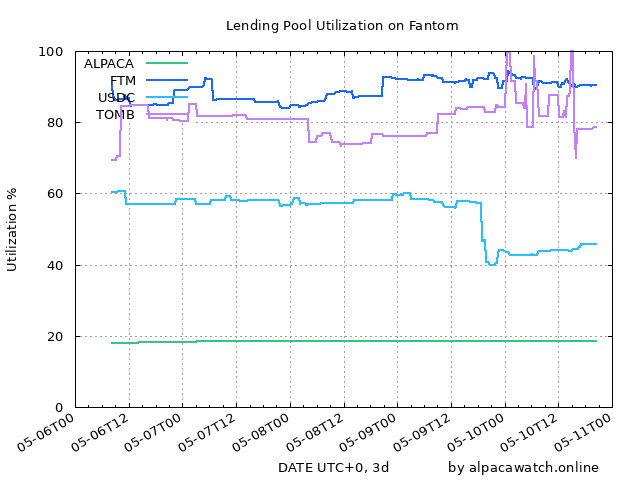 Lending Pool Utilization on Fantom
100
80
60
40
20
0
Utilization %
ALPACA
FTM
USDC
TOMB
05-06T00
05-06T12
05-07T00
05-07T12
05-08T00
05-08T12
05-09T00
05-09T12
05-10T00
05-10T12
05-11T00
DATE UTC+0, 3d
by alpacawatch.online